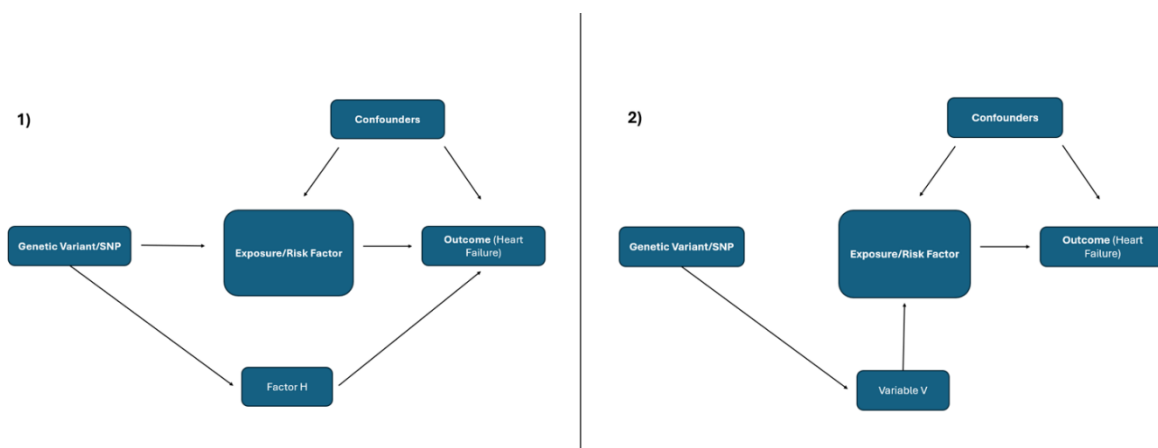 1)
Confounders
Genetic Variant/SNP
Exposure/Risk Factor
Outcome (Heart
Failure)
Factor H
2)
Confounders
Genetic Variant/SNP
Exposure/Risk Factor
Outcome (Heart
Failure)
Variable V